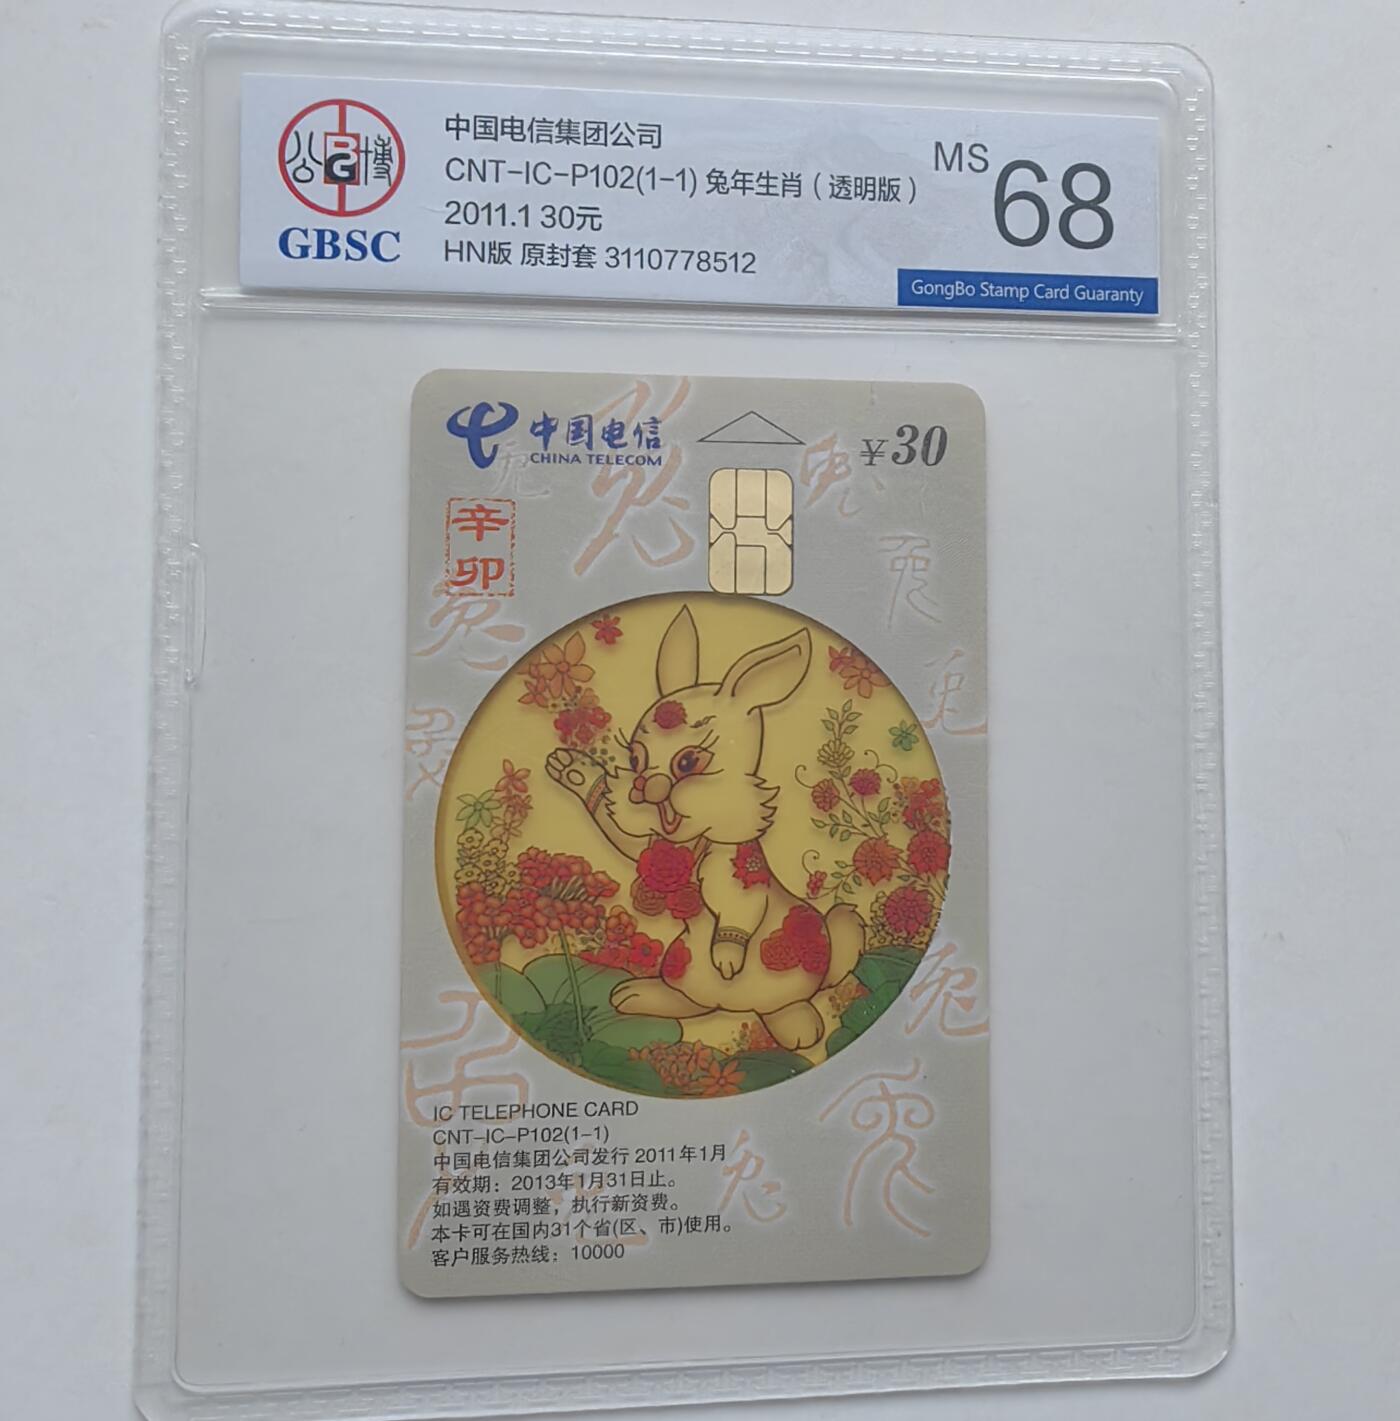 公 BG 博
GBSC
中国电信集团公司
CNT-IC-P102(1-1) 兔年生肖（透明版）
2011.1 30元
HN版 原封套 3110778512
MS 68
GongBo Stamp Card Guaranty
中国电信
CHINA TELECOM
¥30
辛
卯
IC TELEPHONE CARD
CNT-IC-P102(1-1)
中国电信集团公司发行 2011年1月
有效期：2013年1月31日止。
如遇资费调整，执行新资费。
本卡可在国内31个省(区、市)使用。
客户服务热线：10000